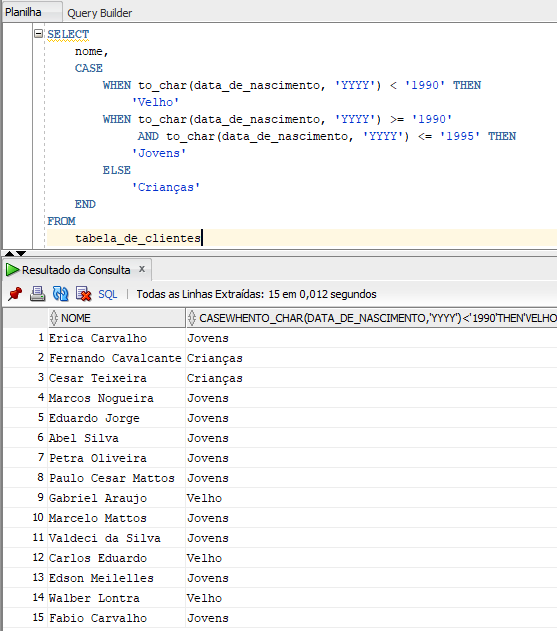 Planilha Query Builder
SELECT
nome,
CASE
WHEN to_char(data_de_nascimento, 'YYYY') < '1990' THEN
'Velho'
WHEN to_char(data_de_nascimento, 'YYYY') >= '1990'
AND to_char(data_de_nascimento, 'YYYY') <= '1995' THEN
'Jovens'
ELSE
'Crianças'
END
FROM
tabela_de_clientes
Resultado da Consulta x
SQL | Todas as Linhas Extraídas: 15 em 0,012 segundos
NOME CASEWHENTO_CHAR(DATA_DE_NASCIMENTO,'YYYY')<'1990'THEN'VELHO
1 Erica Carvalho Jovens
2 Fernando Cavalcante Crianças
3 Cesar Teixeira Crianças
4 Marcos Nogueira Jovens
5 Eduardo Jorge Jovens
6 Abel Silva Jovens
7 Petra Oliveira Jovens
8 Paulo Cesar Mattos Jovens
9 Gabriel Araujo Velho
10 Marcelo Mattos Jovens
11 Valdeci da Silva Jovens
12 Carlos Eduardo Velho
13 Edson Meilelles Jovens
14 Walber Lontra Velho
15 Fabio Carvalho Jovens